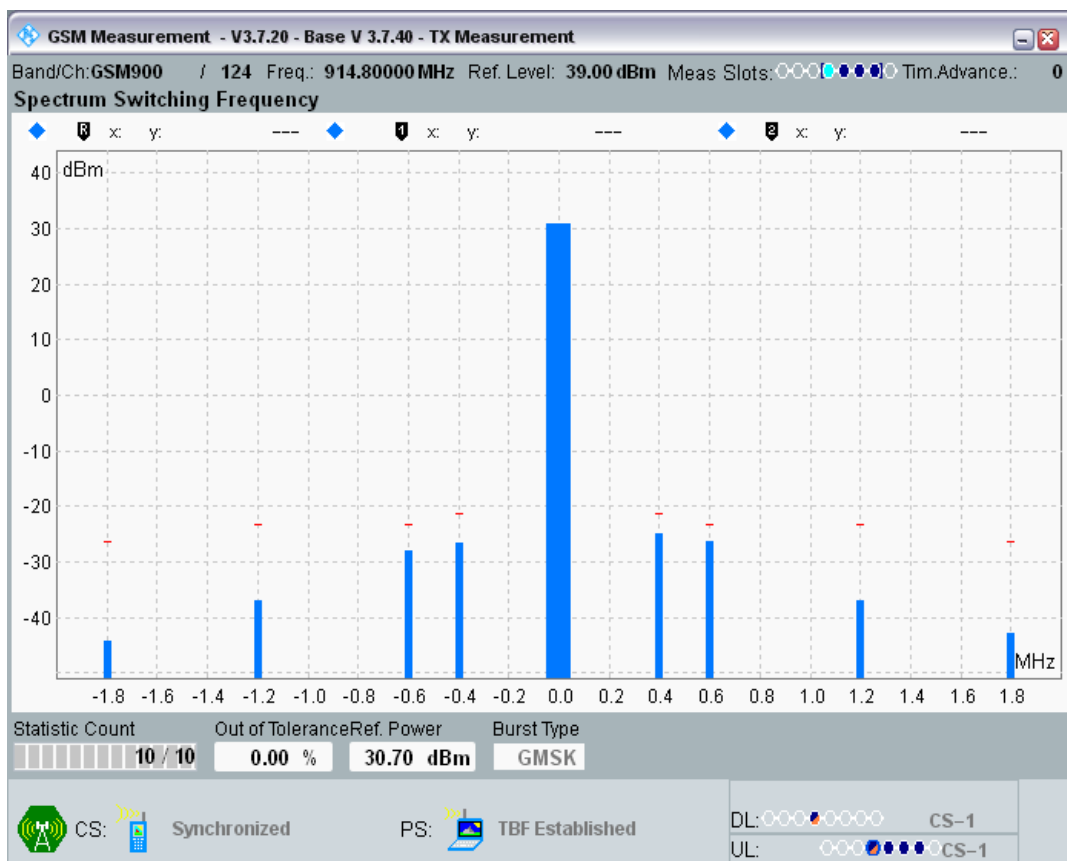 GSM Measurement - V3.7.20 - Base V 3.7.40 - TX Measurement
Band/Ch:GSM900 / 124 Freq.: 914.80000 MHz Ref. Level: 39.00 dBm Meas Slots: Tim.Advance.: 0
Spectrum Switching Frequency
R x: y: --- 1 x: y: --- 2 x: y: ---
dBm
40
30
20
10
0
-10
-20
-30
-40
MHz
-1.8 -1.6 -1.4 -1.2 -1.0 -0.8 -0.6 -0.4 -0.2 0.0 0.2 0.4 0.6 0.8 1.0 1.2 1.4 1.6 1.8
Statistic Count Out of Tolerance Ref. Power Burst Type
10 / 10 0.00 % 30.70 dBm GMSK
CS: Synchronized PS: TBF Established
DL: CS-1
UL: CS-1